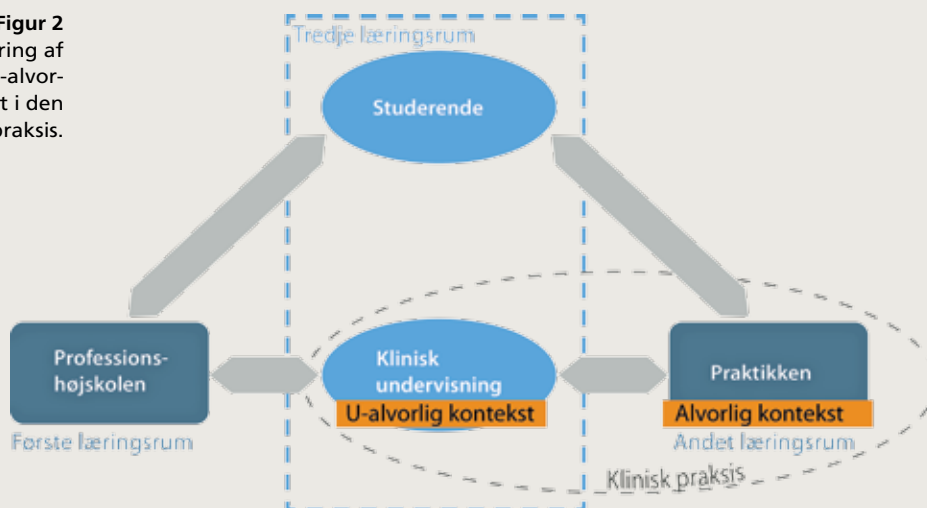 Figur 2
ring af
-alvor-
t i den
praksis.
Tredje læringsrum
Studerende
Professions-
højskolen
Klinisk
undervisning
Praktikken
U-alvorlig kontekst
Alvorlig kontekst
Første læringsrum
Andet læringsrum
Klinisk praksis